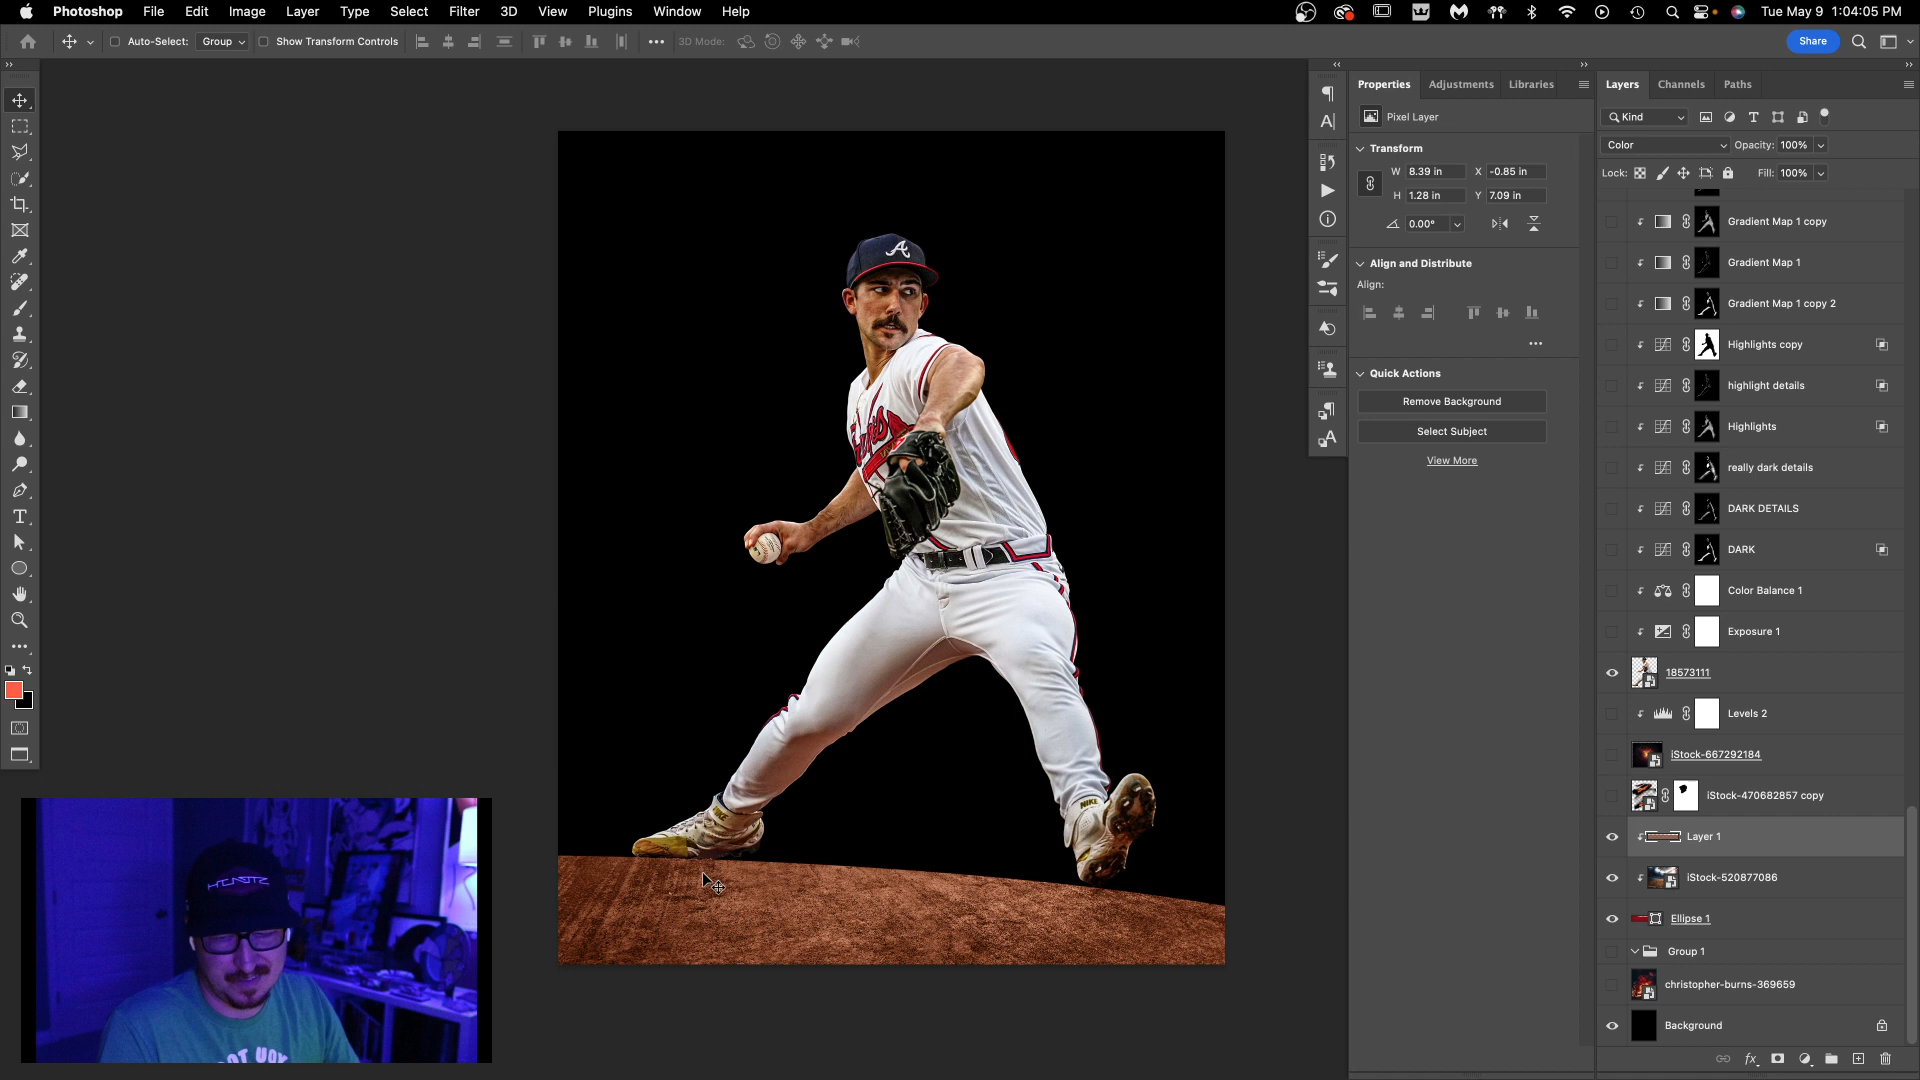 Photoshop File Edit Image Layer Type Select Filter 3D View Plugins Window Help Tue May 9 1:04:05 PM
Auto-Select: Group Show Transform Controls 3D Mode: Share
Properties Adjustments Libraries
Pixel Layer
Transform
W 8.39 in X -0.85 in
H 1.28 in Y 7.09 in
0.00°
Align and Distribute
Align:
Quick Actions
Remove Background
Select Subject
View More
Layers Channels Paths
Kind
Color Opacity: 100%
Lock: Fill: 100%
Gradient Map 1 copy
Gradient Map 1
Gradient Map 1 copy 2
Highlights copy
highlight details
Highlights
really dark details
DARK DETAILS
DARK
Color Balance 1
Exposure 1
18573111
Levels 2
iStock-667292184
iStock-470682857 copy
Layer 1
iStock-520877086
Ellipse 1
Group 1
christopher-burns-369659
Background
A
NIKE
NIKE